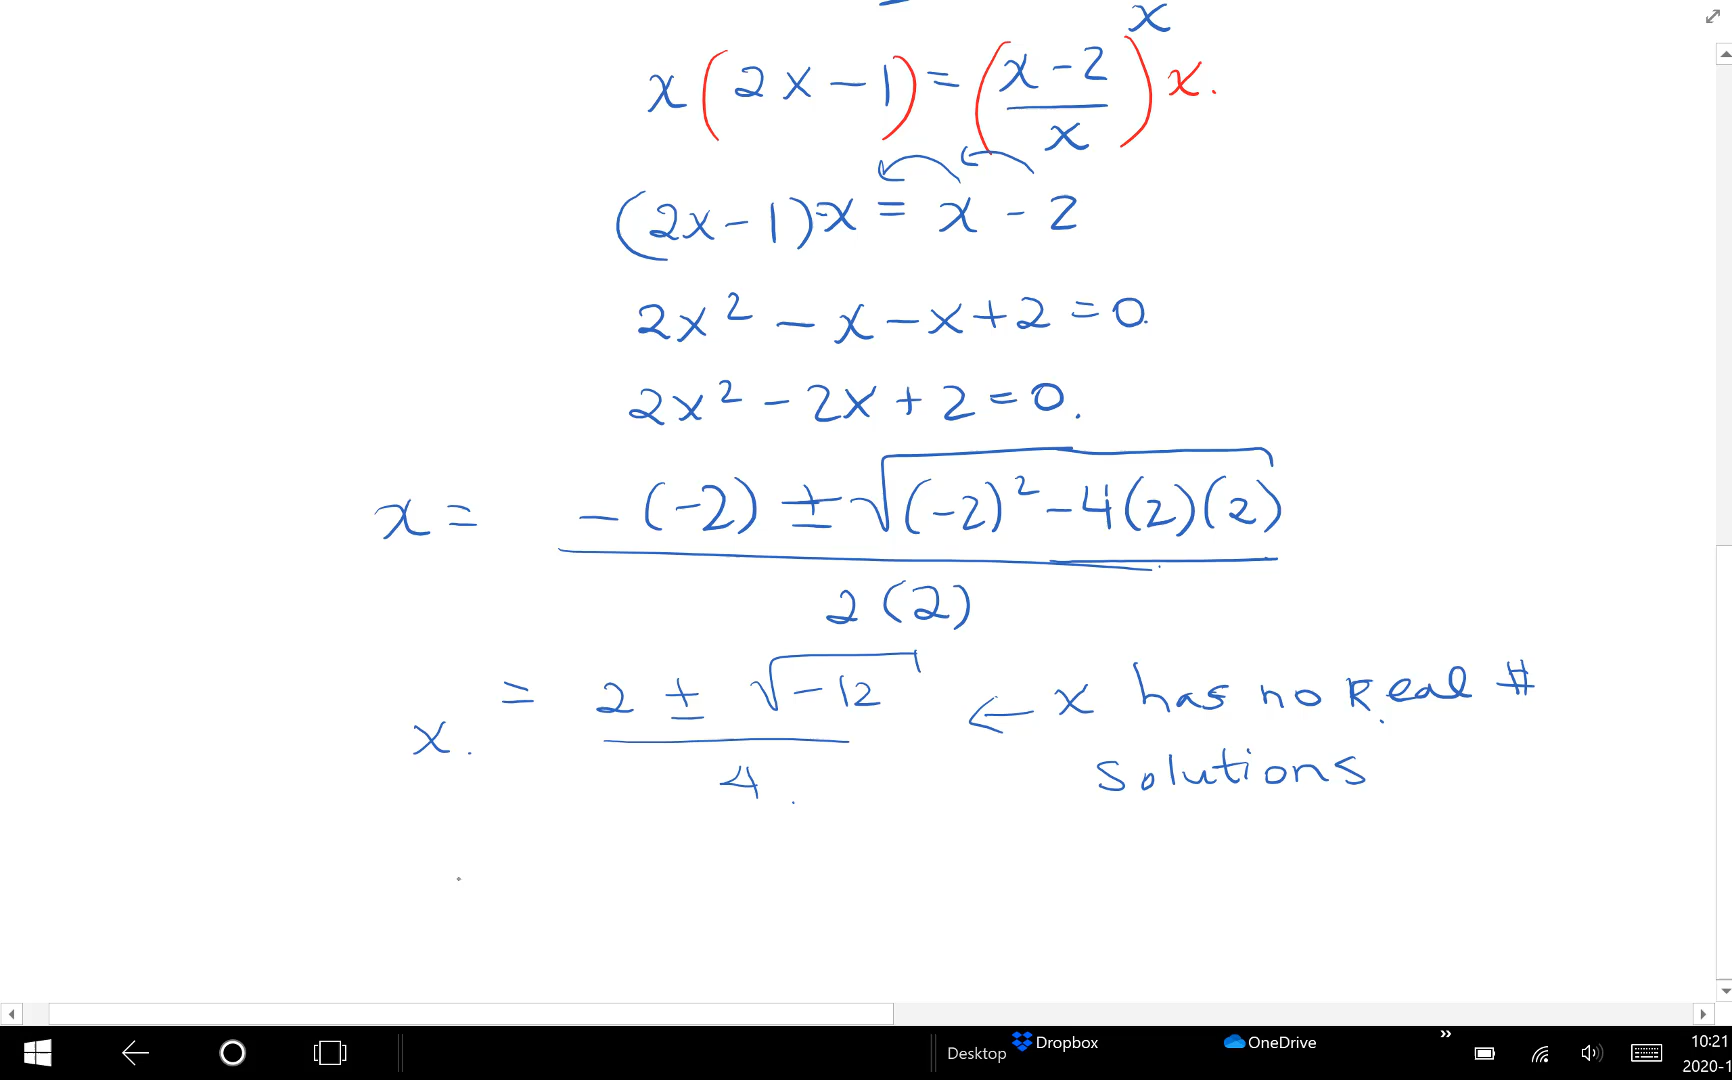 x
x(2x-1) = (x-2/x)x.
(2x-1)·x = x - 2
2x² - x - x + 2 = 0.
2x² - 2x + 2 = 0.
x = -(-2) ± √(-2)² - 4(2)(2)
2(2)
x. = 2 ± √-12 ← x has no Real #
4.
solutions
Desktop
Dropbox
OneDrive
»
10:21
2020-1